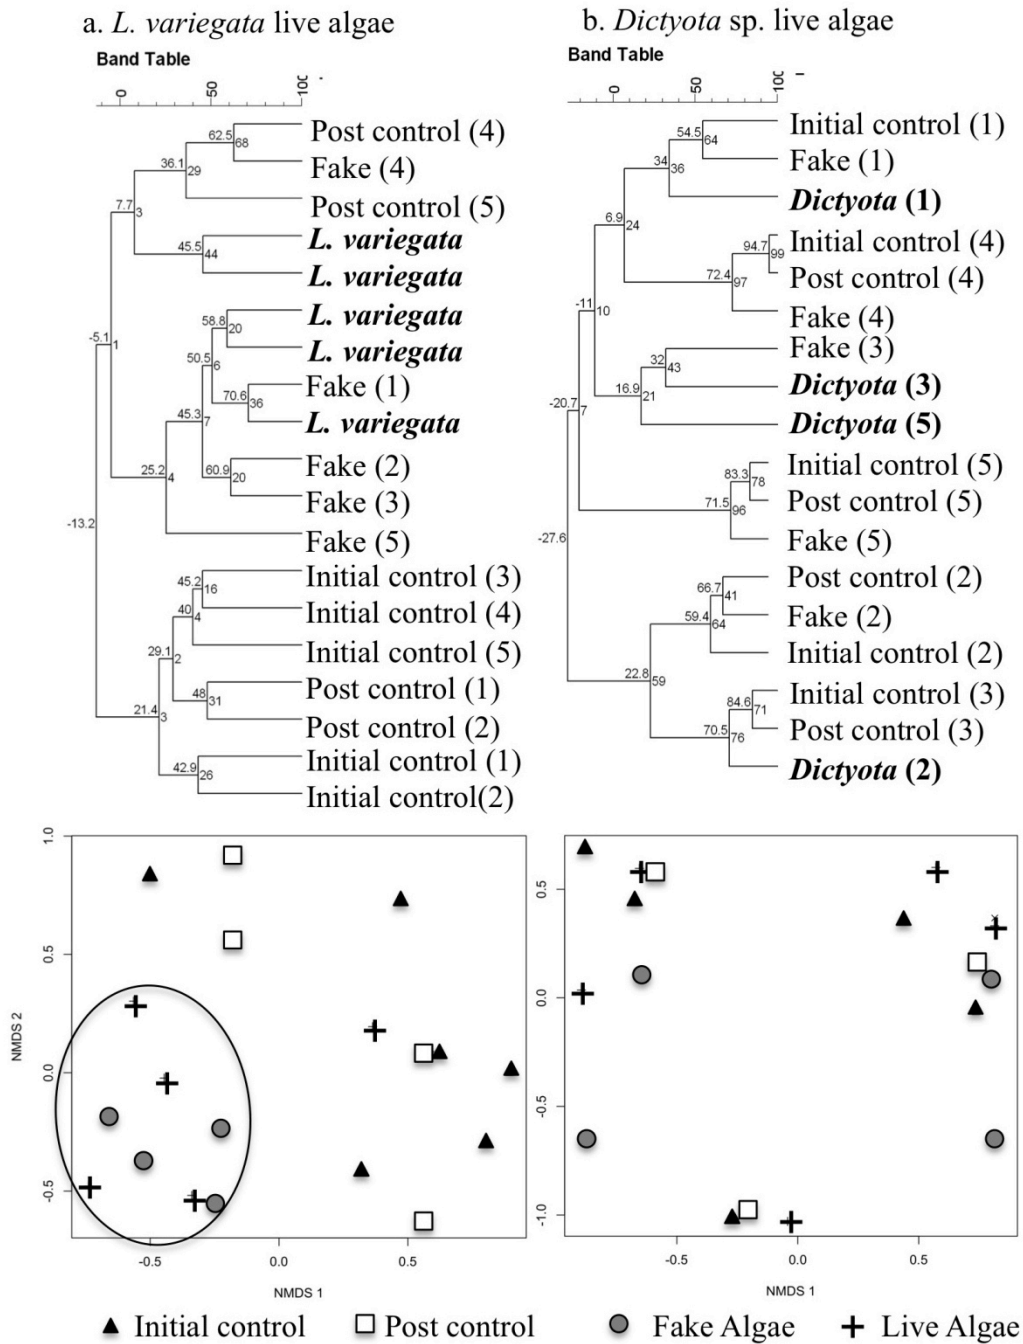 a. L. variegata live algae
Band Table
0 50 100
62.5 68 Post control (4)
Fake (4)
36.1 29
Post control (5)
7.7 3
L. variegata
45.5 44
L. variegata
L. variegata
58.8 20
L. variegata
-5.1 1
50.5 6
Fake (1)
70.6 36
L. variegata
45.3 7
Fake (2)
60.9 20
25.2 4
Fake (3)
-13.2
Fake (5)
Initial control (3)
45.2 16
Initial control (4)
40 4
Initial control (5)
29.1 2
Post control (1)
48 31
21.4 3
Post control (2)
Initial control (1)
42.9 26
Initial control(2)
b. Dictyota sp. live algae
Band Table
0 50 100
Initial control (1)
54.5 64
Fake (1)
34 36
Dictyota (1)
6.9 24
Initial control (4)
94.7 99
Post control (4)
72.4 97
-11 10
Fake (4)
Fake (3)
32 43
Dictyota (3)
16.9 21
-20.7 7
Dictyota (5)
Initial control (5)
83.3 78
Post control (5)
71.5 96
Fake (5)
-27.6
Post control (2)
66.7 41
Fake (2)
59.4 64
Initial control (2)
22.8 59
Initial control (3)
84.6 71
Post control (3)
70.5 76
Dictyota (2)
NMDS 2
1.0
0.5
0.0
-0.5
-0.5 0.0 0.5
NMDS 1
0.5
0.0
-0.5
-1.0
-0.5 0.0 0.5
NMDS 1
Initial control Post control Fake Algae Live Algae